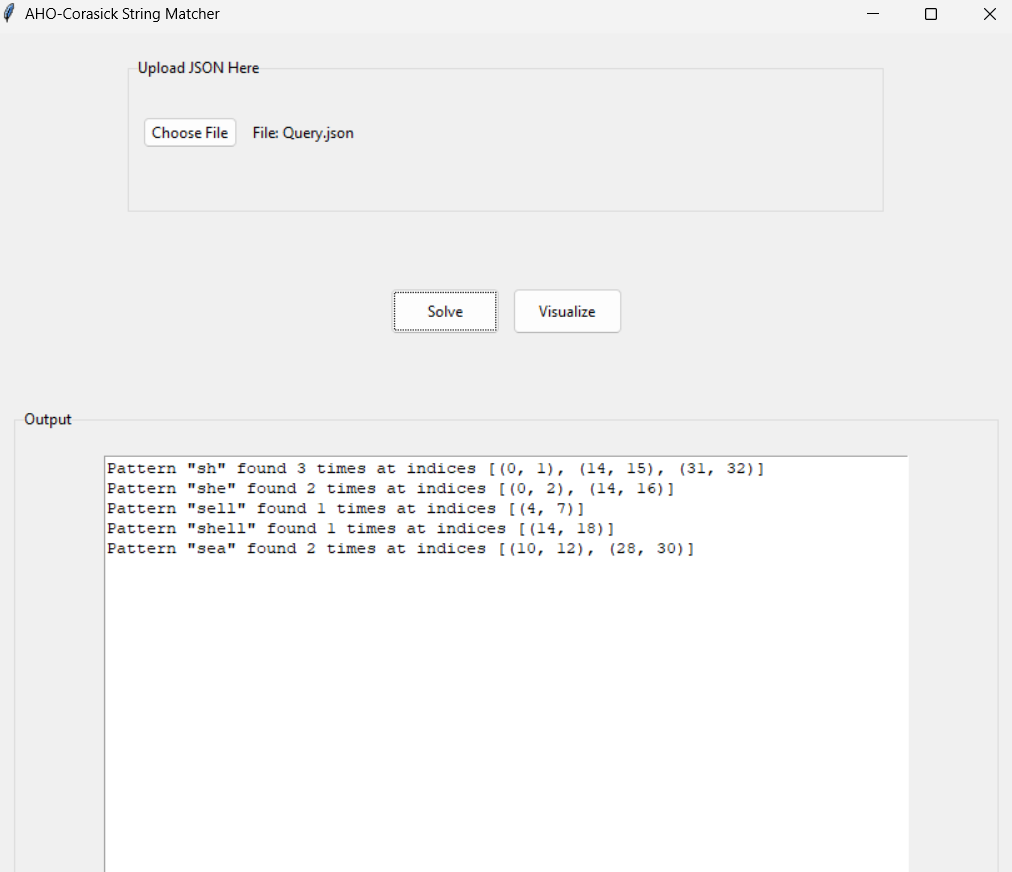 AHO-Corasick String Matcher
Upload JSON Here
Choose File File: Query.json
Solve Visualize
Output
Pattern "sh" found 3 times at indices [(0, 1), (14, 15), (31, 32)]
Pattern "she" found 2 times at indices [(0, 2), (14, 16)]
Pattern "sell" found 1 times at indices [(4, 7)]
Pattern "shell" found 1 times at indices [(14, 18)]
Pattern "sea" found 2 times at indices [(10, 12), (28, 30)]